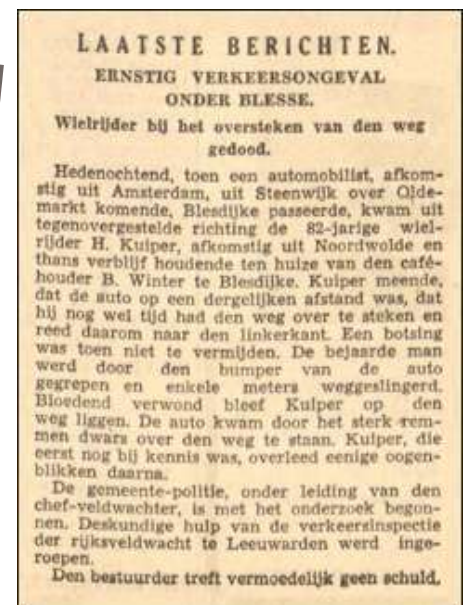 LAATSTE BERICHTEN.
ERNSTIG VERKEERSONGEVAL
ONDER BLESSE.
Wielrijder bij het oversteken van den weg
gedood.
Hedenochtend, toen een automobilist, afkom-
stig uit Amsterdam, uit Steenwijk over Olde-
markt komende, Blesdijke passeerde, kwam uit
tegenovergestelde richting de 82-jarige wiel-
rijder H. Kuiper, afkomstig uit Noordwolde en
thans verblijf houdende ten huize van den café-
houder B. Winter te Blesdijke. Kuiper meende,
dat de auto op een dergelijken afstand was, dat
hij nog wel tijd had den weg over te steken en
reed daarom naar den linkerkant. Een botsing
was toen niet te vermijden. De bejaarde man
werd door den bumper van de auto
gegrepen en enkele meters weggeslingerd.
Bloedend verwond bleef Kuiper op den
weg liggen. De auto kwam door het sterk rem-
men dwars over den weg te staan. Kuiper, die
eerst nog bij kennis was, overleed eenige oogen-
blikken daarna.
De gemeente-politie, onder leiding van den
chef-veldwachter, is met het onderzoek begon-
nen. Deskundige hulp van de verkeersinspectie
der rijksveldwacht te Leeuwarden werd inge-
roepen.
Den bestuurder treft vermoedelijk geen schuld.